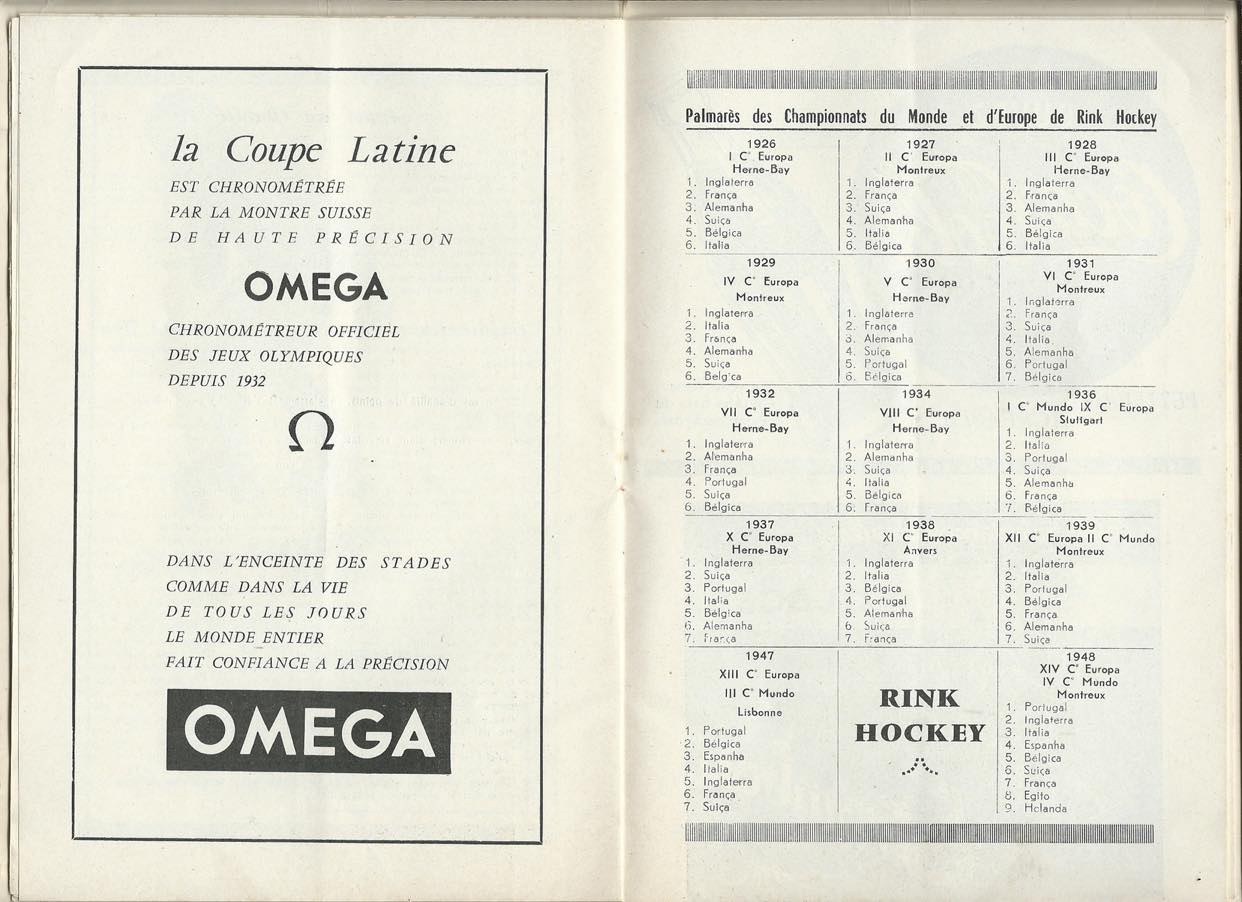 la Coupe Latine
EST CHRONOMÉTRÉE
PAR LA MONTRE SUISSE
DE HAUTE PRÉCISION
OMEGA
CHRONOMÉTREUR OFFICIEL
DES JEUX OLYMPIQUES
DEPUIS 1932
Ω
DANS L'ENCEINTE DES STADES
COMME DANS LA VIE
DE TOUS LES JOURS
LE MONDE ENTIER
FAIT CONFIANCE A LA PRÉCISION
OMEGA
Palmarès des Championnats du Monde et d'Europe de Rink Hockey
1926
I C° Europa
Herne-Bay
1. Inglaterra
2. França
3. Alemanha
4. Suiça
5. Bélgica
6. Italia
1927
II C° Europa
Montreux
1. Inglaterra
2. França
3. Suiça
4. Alemanha
5. Italia
6. Bélgica
1928
III C° Europa
Herne-Bay
1. Inglaterra
2. França
3. Alemanha
4. Suiça
5. Bélgica
6. Italia
1929
IV C° Europa
Montreux
1. Inglaterra
2. Italia
3. França
4. Alemanha
5. Suiça
6. Belgica
1930
V C° Europa
Herne-Bay
1. Inglaterra
2. França
3. Alemanha
4. Suiça
5. Portugal
6. Bélgica
1931
VI C° Europa
Montreux
1. Inglaterra
2. França
3. Suiça
4. Italia
5. Alemanha
6. Portugal
7. Bélgica
1932
VII C° Europa
Herne-Bay
1. Inglaterra
2. Alemanha
3. França
4. Portugal
5. Suiça
6. Bélgica
1934
VIII C° Europa
Herne-Bay
1. Inglaterra
2. Alemanha
3. Suiça
4. Italia
5. Bélgica
6. França
1936
I C° Mundo IX C° Europa
Stuttgart
1. Inglaterra
2. Italia
3. Portugal
4. Suiça
5. Alemanha
6. França
7. Bélgica
1937
X C° Europa
Herne-Bay
1. Inglaterra
2. Suiça
3. Portugal
4. Italia
5. Bélgica
6. Alemanha
7. França
1938
XI C° Europa
Anvers
1. Inglaterra
2. Italia
3. Bélgica
4. Portugal
5. Alemanha
6. Suiça
7. França
1939
XII C° Europa II C° Mundo
Montreux
1. Inglaterra
2. Italia
3. Portugal
4. Bélgica
5. França
6. Alemanha
7. Suiça
1947
XIII C° Europa
III C° Mundo
Lisbonne
1. Portugal
2. Bélgica
3. Espanha
4. Italia
5. Inglaterra
6. França
7. Suiça
RINK
HOCKEY
1948
XIV C° Europa
IV C° Mundo
Montreux
1. Portugal
2. Inglaterra
3. Italia
4. Espanha
5. Bélgica
6. Suiça
7. França
8. Egito
9. Holanda